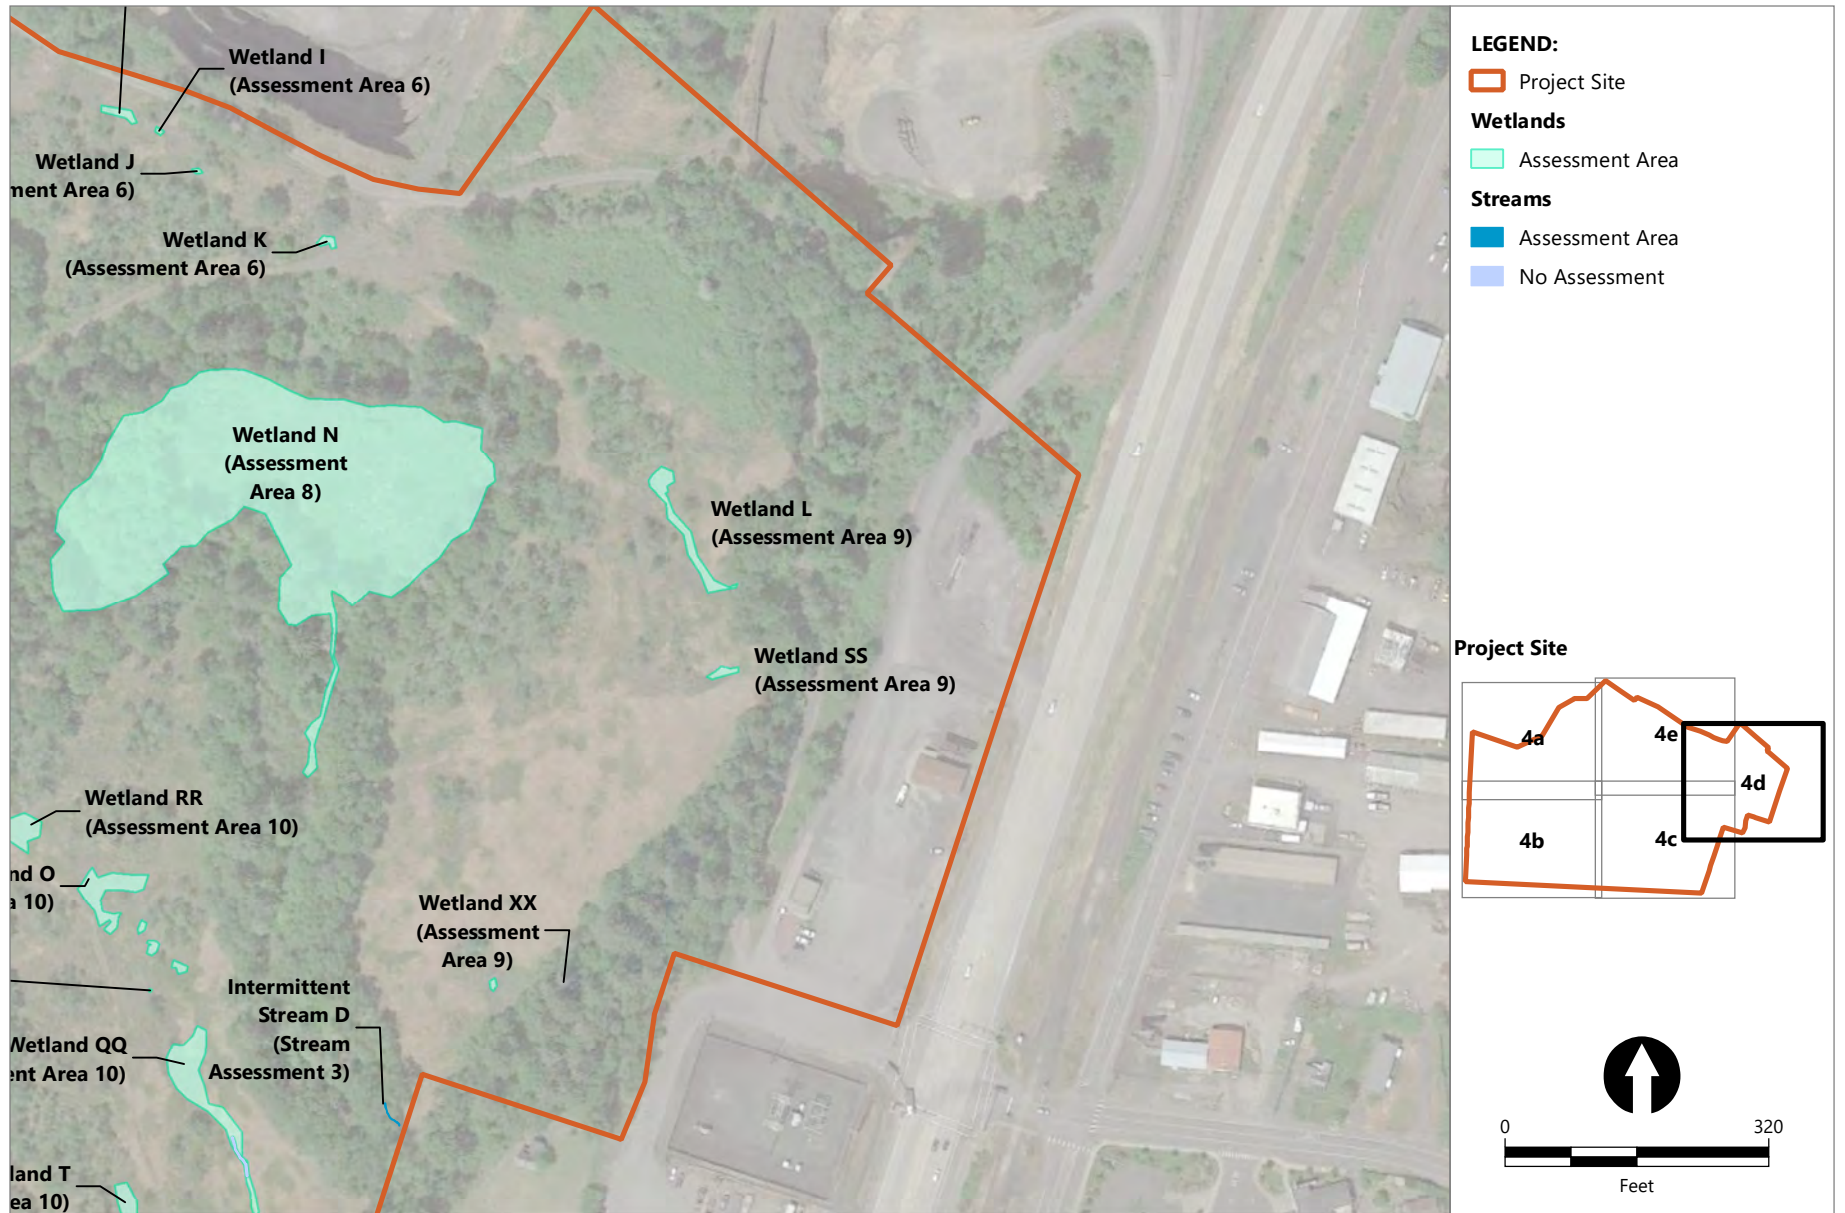 Wetland I
(Assessment Area 6)
Wetland J
ment Area 6)
Wetland K
(Assessment Area 6)
Wetland N
(Assessment
Area 8)
Wetland L
(Assessment Area 9)
Wetland SS
(Assessment Area 9)
Wetland RR
(Assessment Area 10)
nd O
a 10)
Wetland XX
(Assessment
Area 9)
Intermittent
Stream D
(Stream
Assessment 3)
Wetland QQ
ent Area 10)
land T
ea 10)
LEGEND:
Project Site
Wetlands
Assessment Area
Streams
Assessment Area
No Assessment
Project Site
4a
4e
4d
4b
4c
0 320
Feet